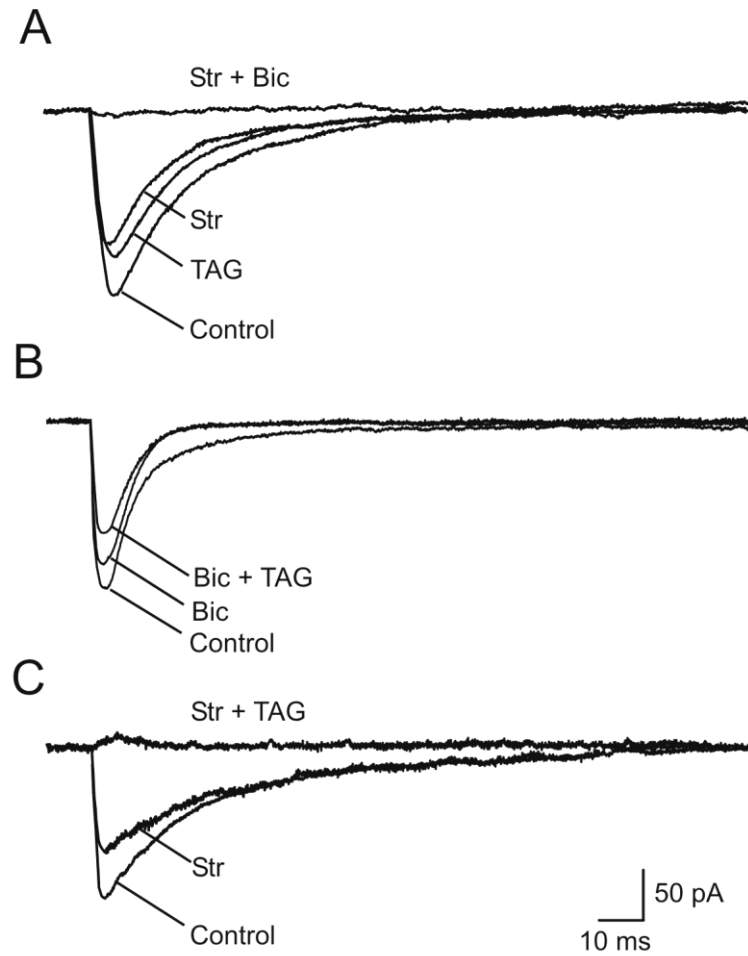 A
Str + Bic
Str
TAG
Control
B
Bic + TAG
Bic
Control
C
Str + TAG
Str
Control
50 pA
10 ms